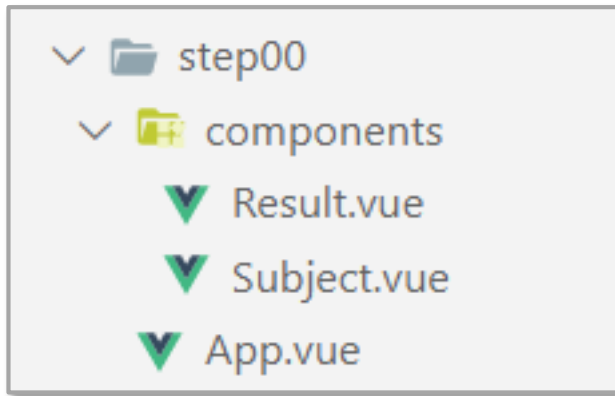 step00
components
Result.vue
Subject.vue
App.vue